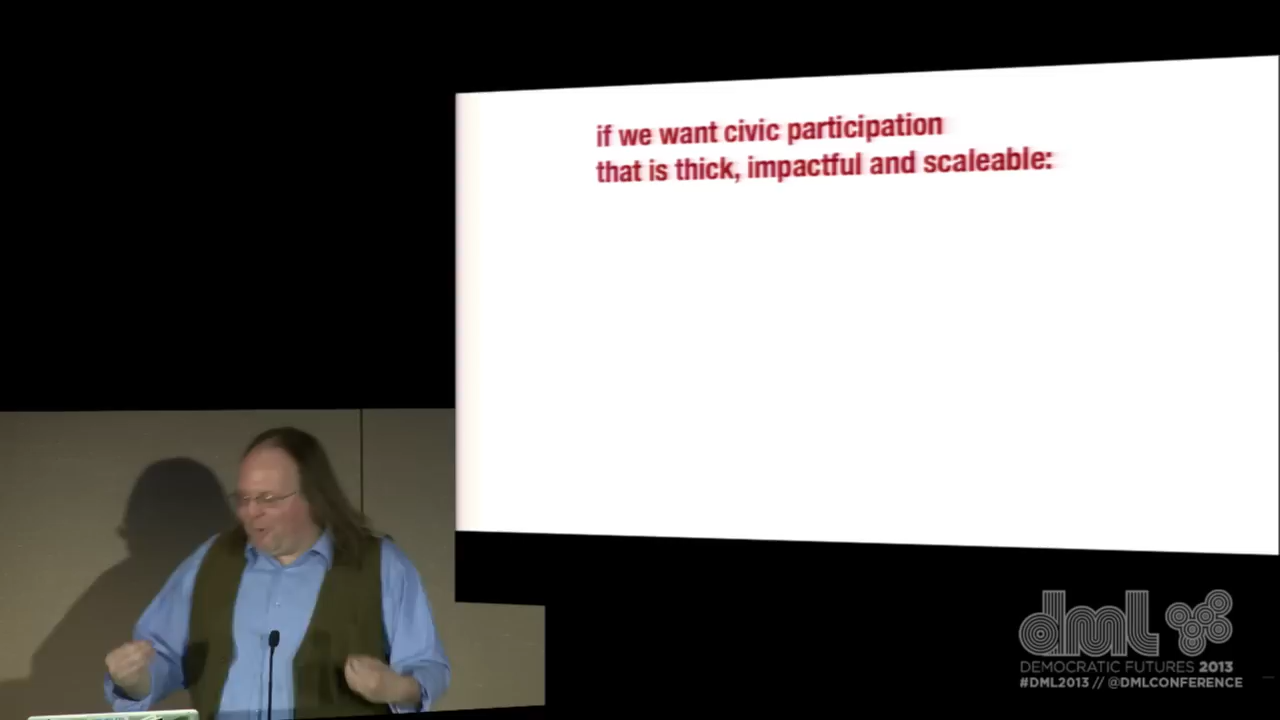 if we want civic participation
that is thick, impactful and scaleable:
dml
DEMOCRATIC FUTURES 2013
#DML2013 // @DMLCONFERENCE